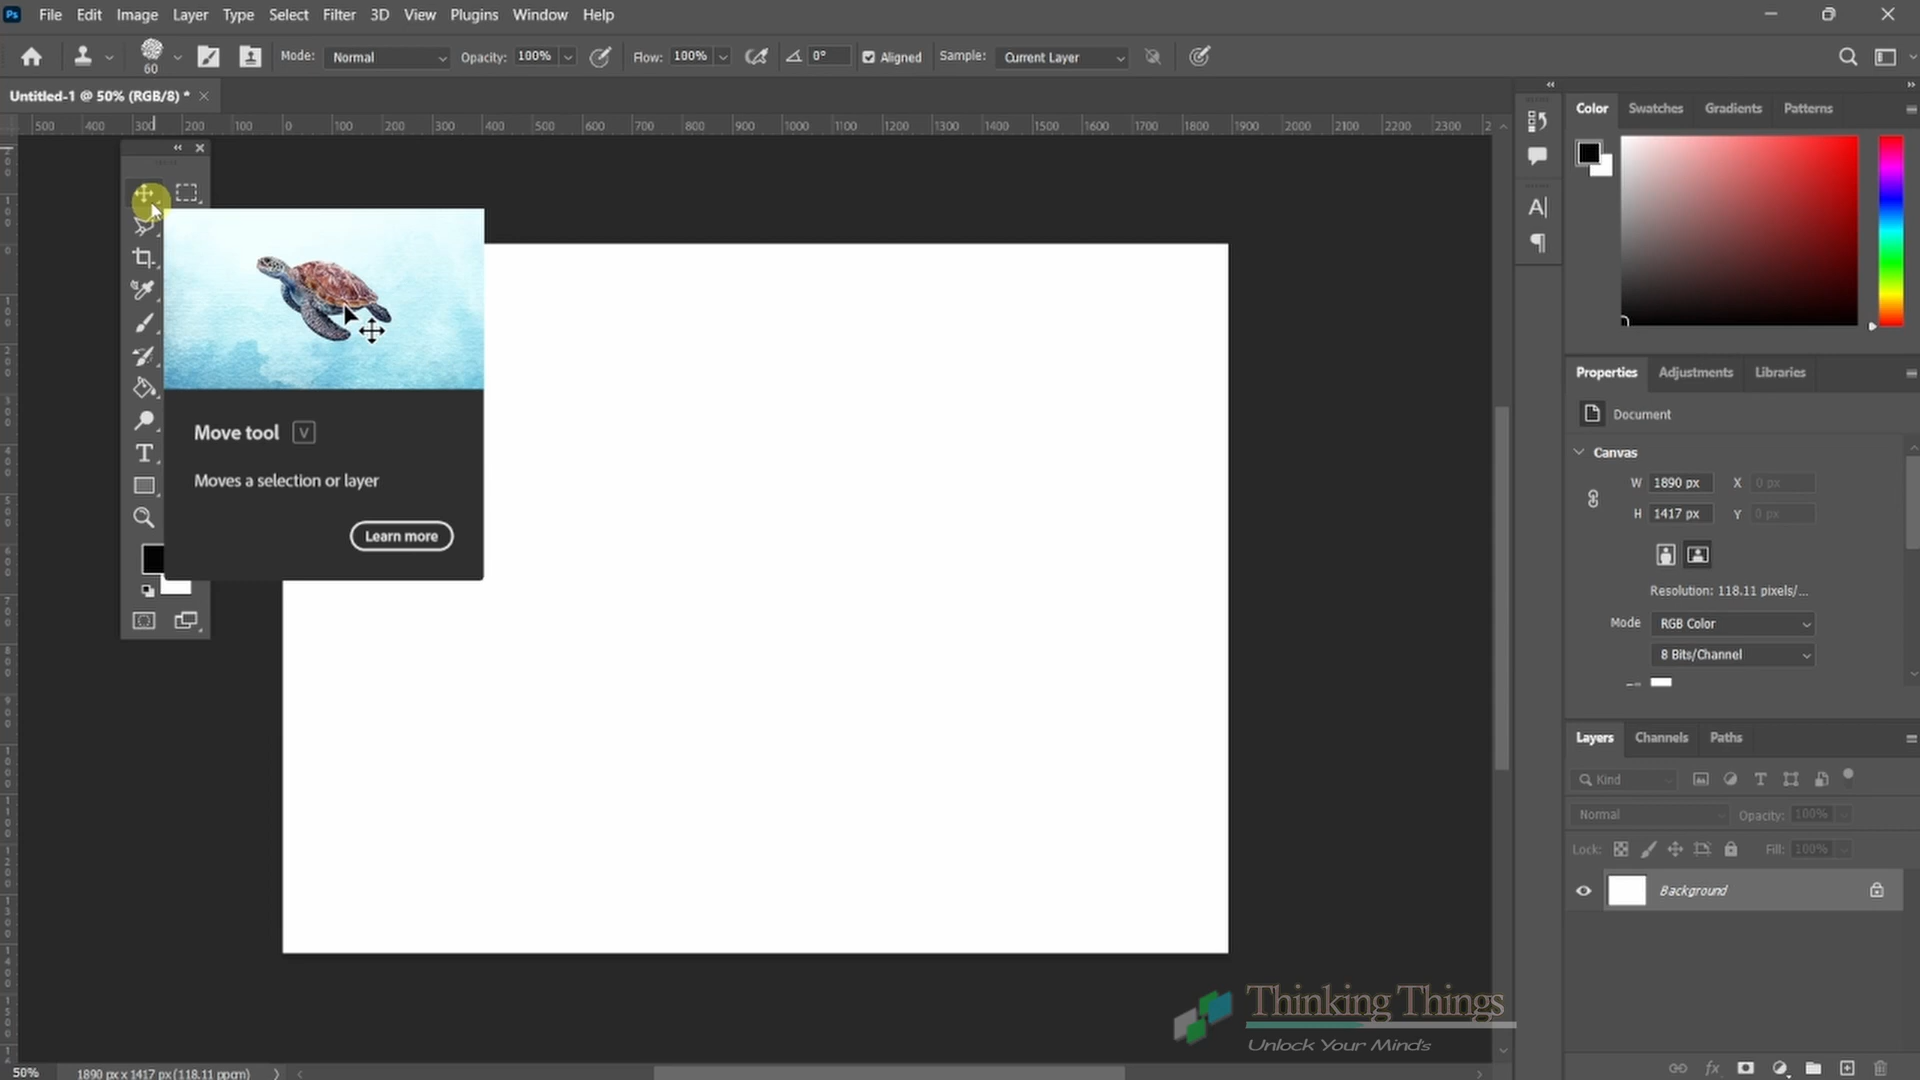 Ps File Edit Image Layer Type Select Filter 3D View Plugins Window Help
60 Mode: Normal Opacity: 100% Flow: 100% 0° Aligned Sample: Current Layer
Untitled-1 @ 50% (RGB/8) *
500 400 300 200 100 0 100 200 300 400 500 600 700 800 900 1000 1100 1200 1300 1400 1500 1600 1700 1800 1900 2000 2100 2200 2300 2
Move tool V
Moves a selection or layer
Learn more
Color Swatches Gradients Patterns
Properties Adjustments Libraries
Document
Canvas
W 1890 px X 0 px
H 1417 px Y 0 px
Resolution: 118.11 pixels/...
Mode RGB Color
8 Bits/Channel
Layers Channels Paths
Kind
Normal Opacity: 100%
Lock: Fill: 100%
Background
fx
Thinking Things
Unlock Your Mind's
50% 1890 px x 1417 px (118.11 ppcm)